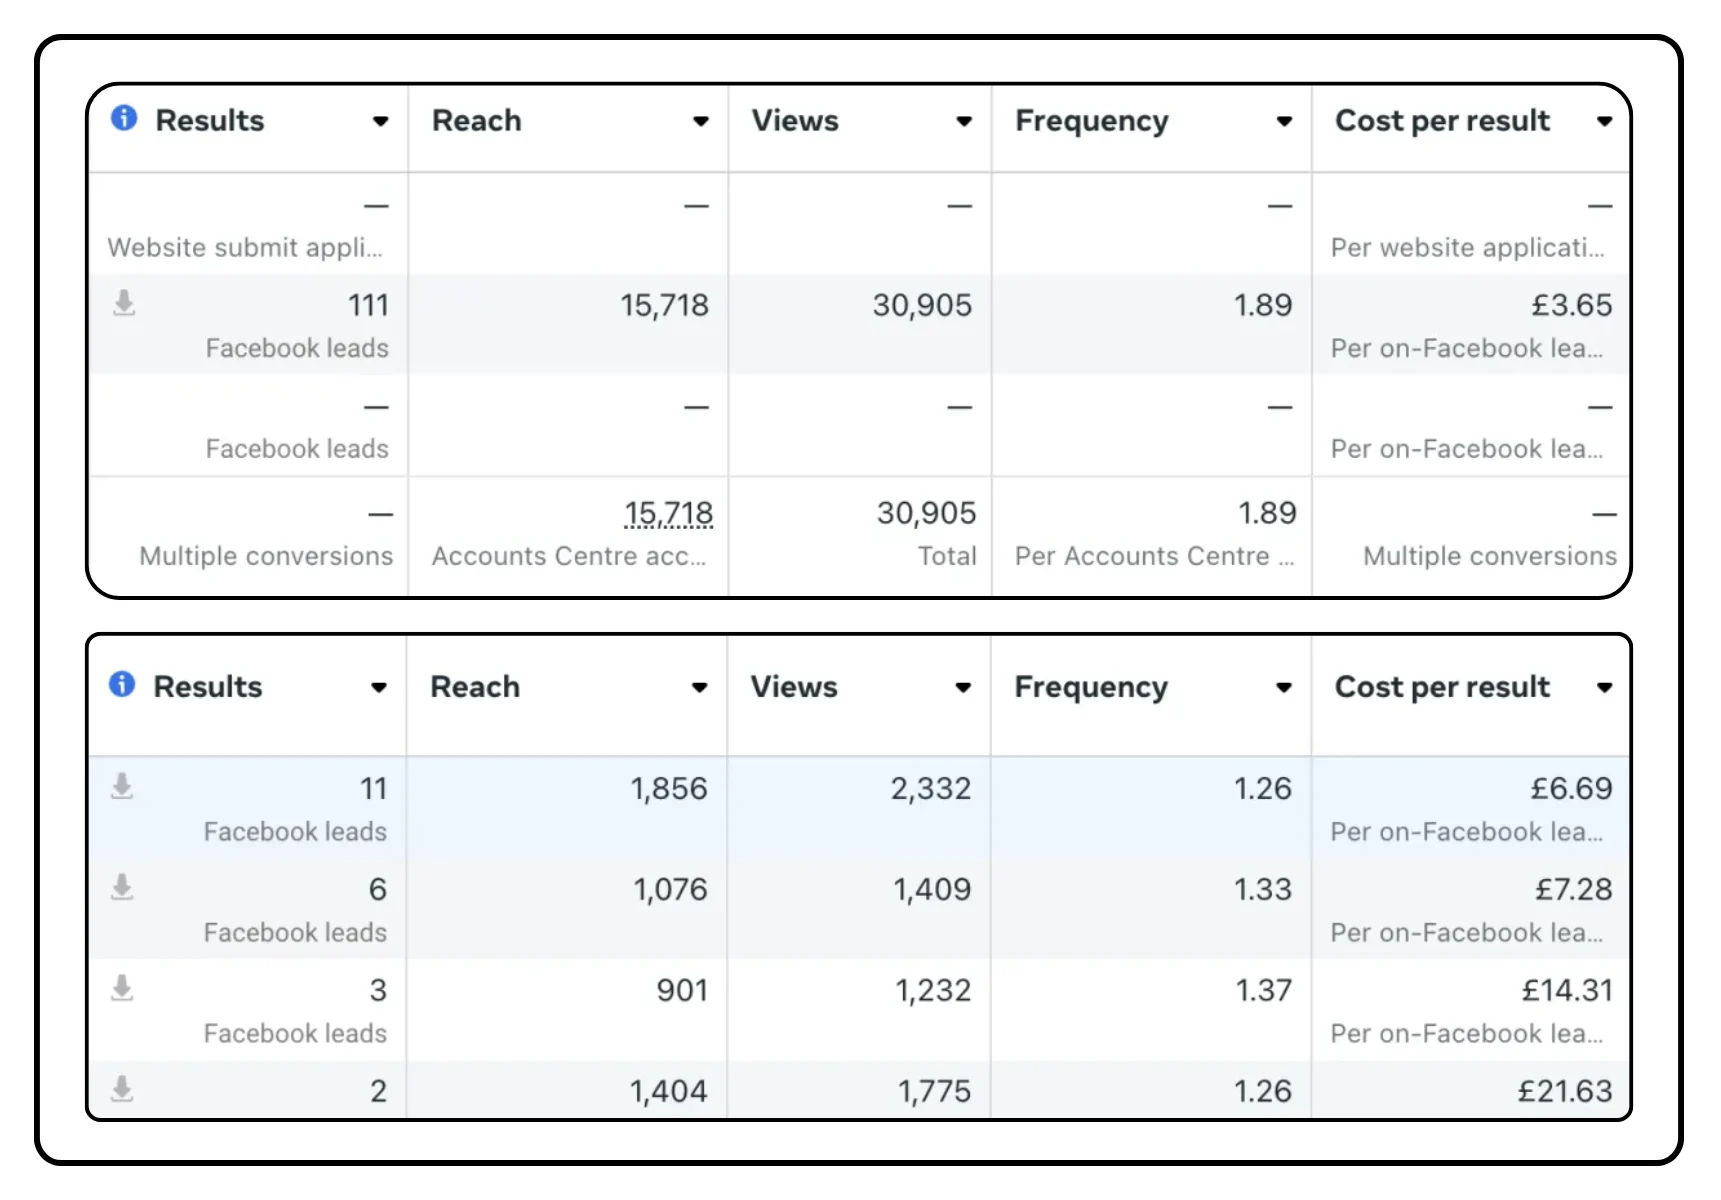 Results Reach Views Frequency Cost per result
— — — — —
Website submit appli... Per website applicati...
111 15,718 30,905 1.89 £3.65
Facebook leads Per on-Facebook lea...
— — — — —
Facebook leads Per on-Facebook lea...
— 15,718 30,905 1.89 —
Multiple conversions Accounts Centre acc... Total Per Accounts Centre ... Multiple conversions
Results Reach Views Frequency Cost per result
11 1,856 2,332 1.26 £6.69
Facebook leads Per on-Facebook lea...
6 1,076 1,409 1.33 £7.28
Facebook leads Per on-Facebook lea...
3 901 1,232 1.37 £14.31
Facebook leads Per on-Facebook lea...
2 1,404 1,775 1.26 £21.63